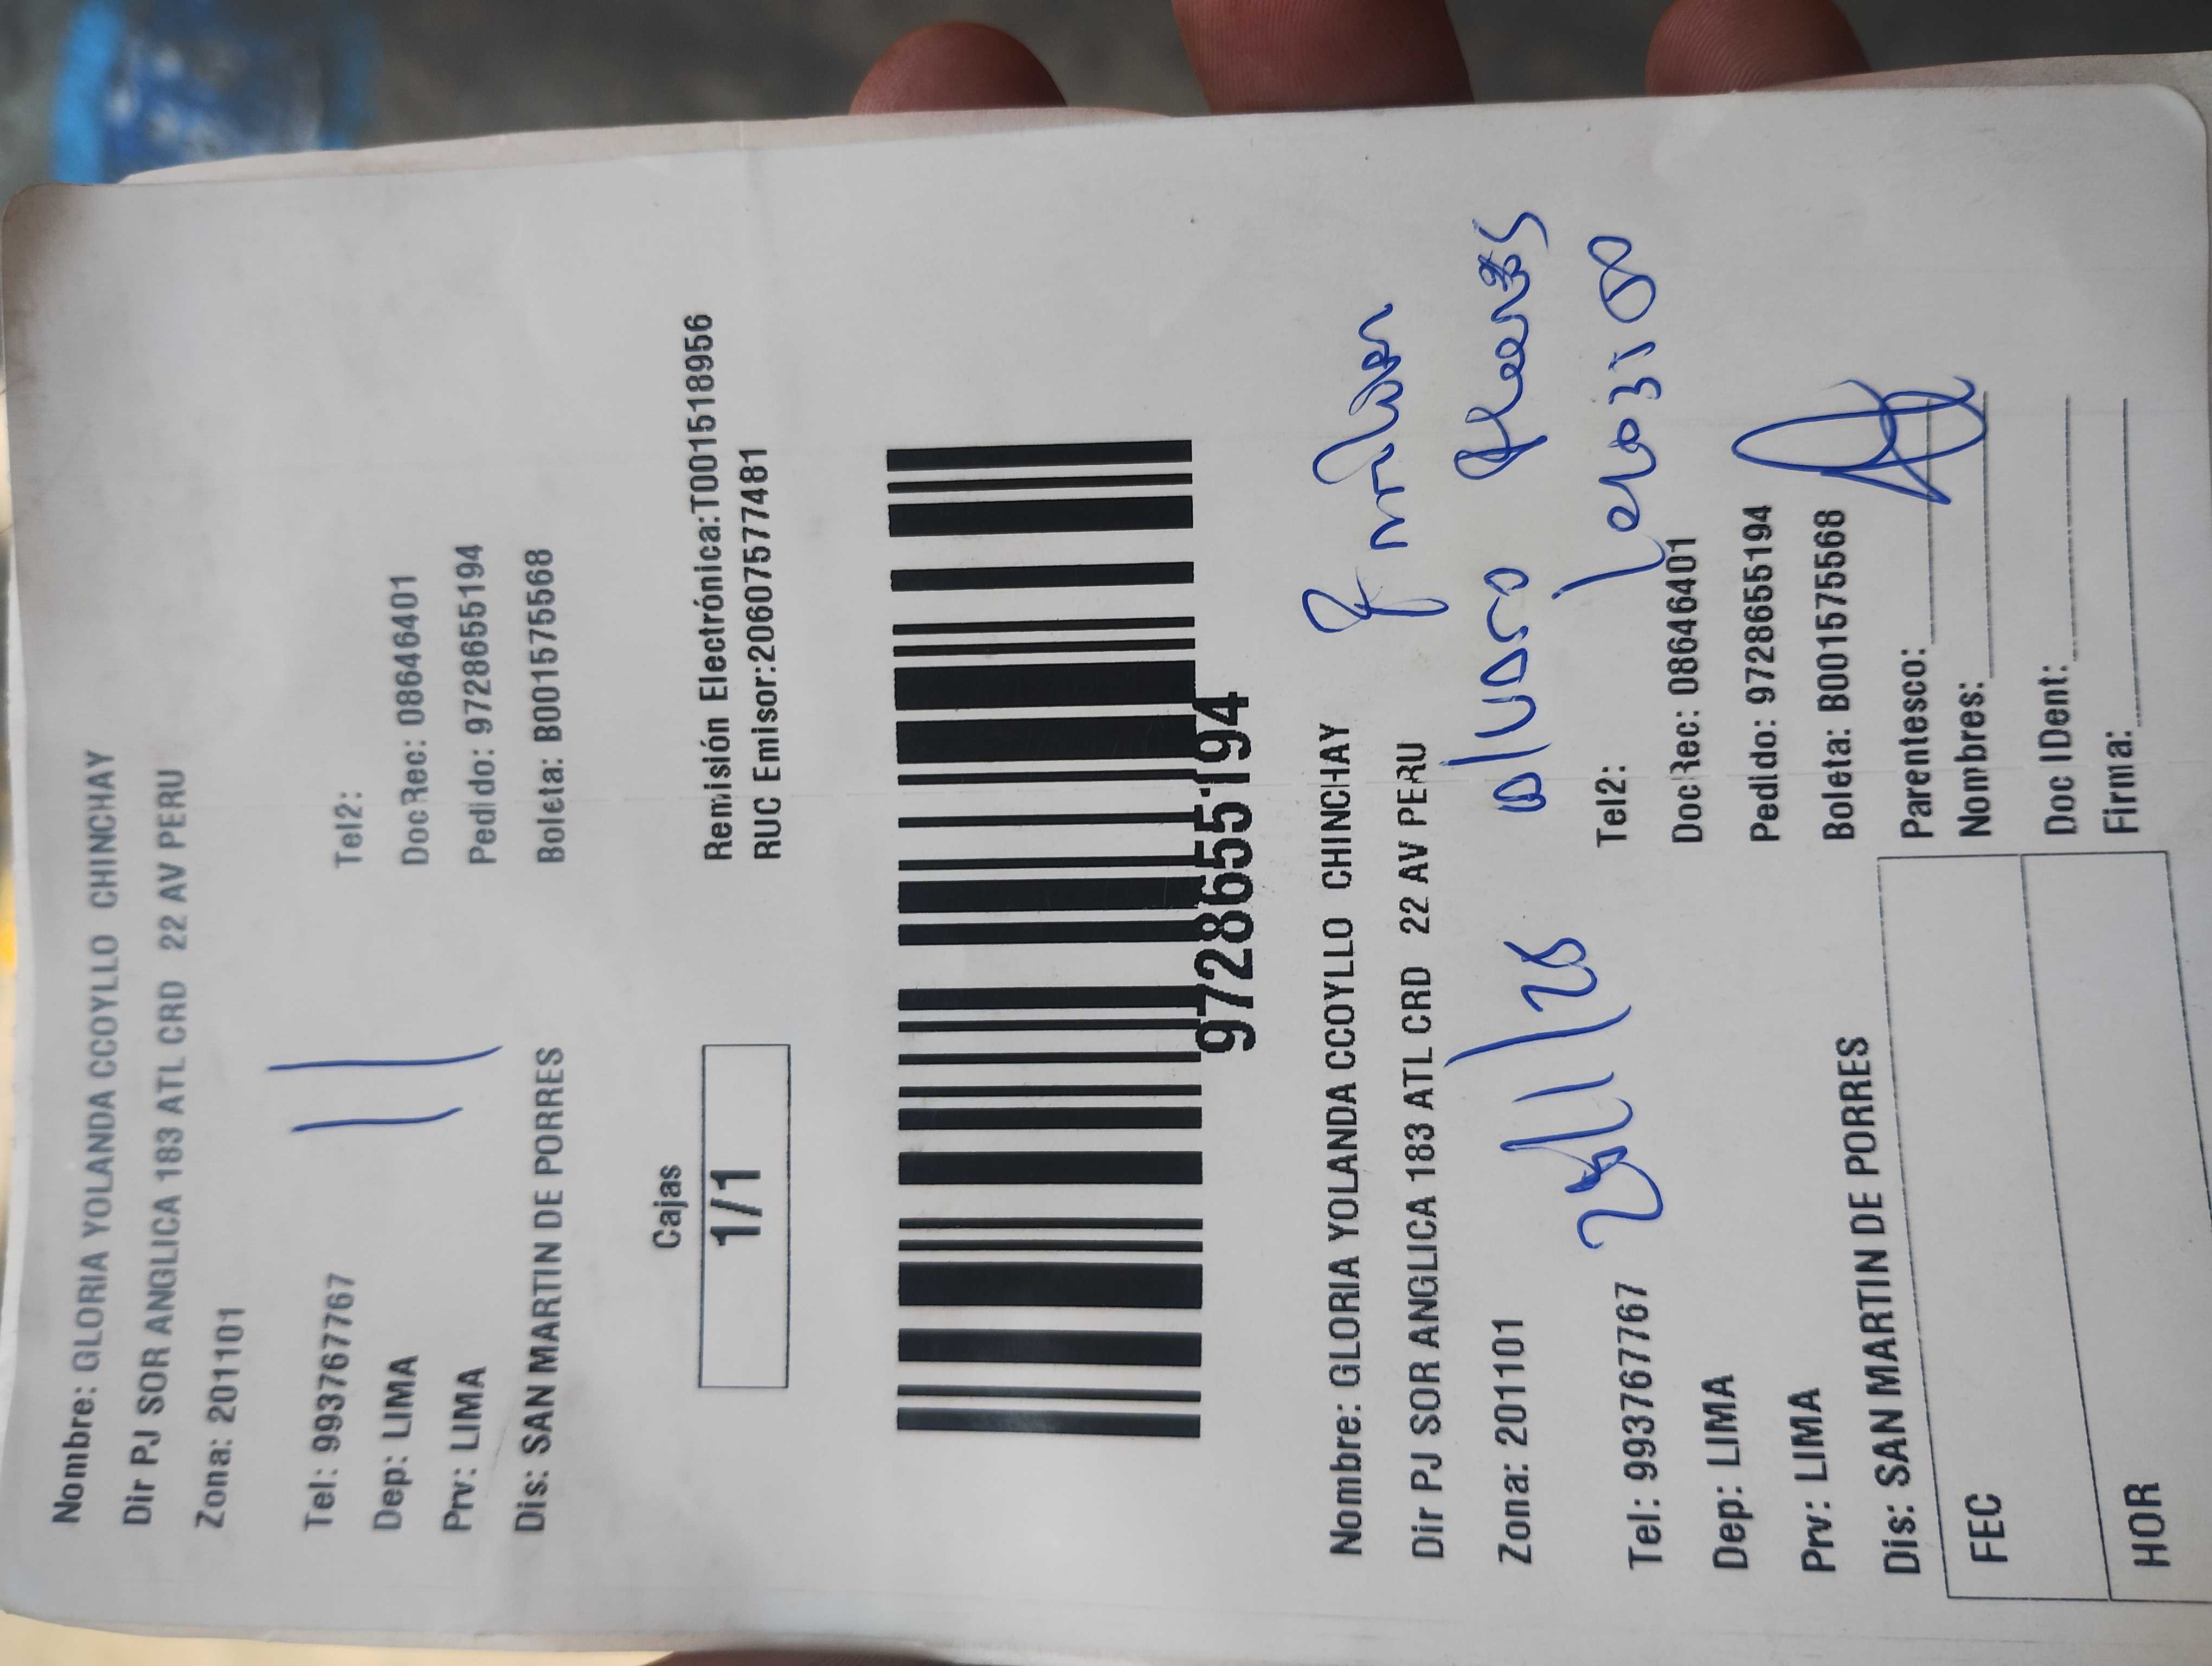 Nombre: GLORIA YOLANDA CCOYLLO CHINCHAY
Dir PJ SOR ANGLICA 183 ATL CRD 22 AV PERU
Zona: 201101
Tel: 993767767 Tel2:
Dep: LIMA DocRec: 08646401
Prv: LIMA Pedido: 9728655194
Dis: SAN MARTIN DE PORRES Boleta: B001575568
Cajas
1/1
Remisión Electrónica:T001518956
RUC Emisor:20607577481
9728655194
Nombre: GLORIA YOLANDA CCOYLLO CHINCHAY
Dir PJ SOR ANGLICA 183 ATL CRD 22 AV PERU
Zona: 201101
Tel: 993767767 Tel2:
Dep: LIMA DocRec: 08646401
Prv: LIMA Pedido: 9728655194
Dis: SAN MARTIN DE PORRES Boleta: B001575568
FEC
HOR
Parentesco:
Nombres:
Doc IDent:
Firma: